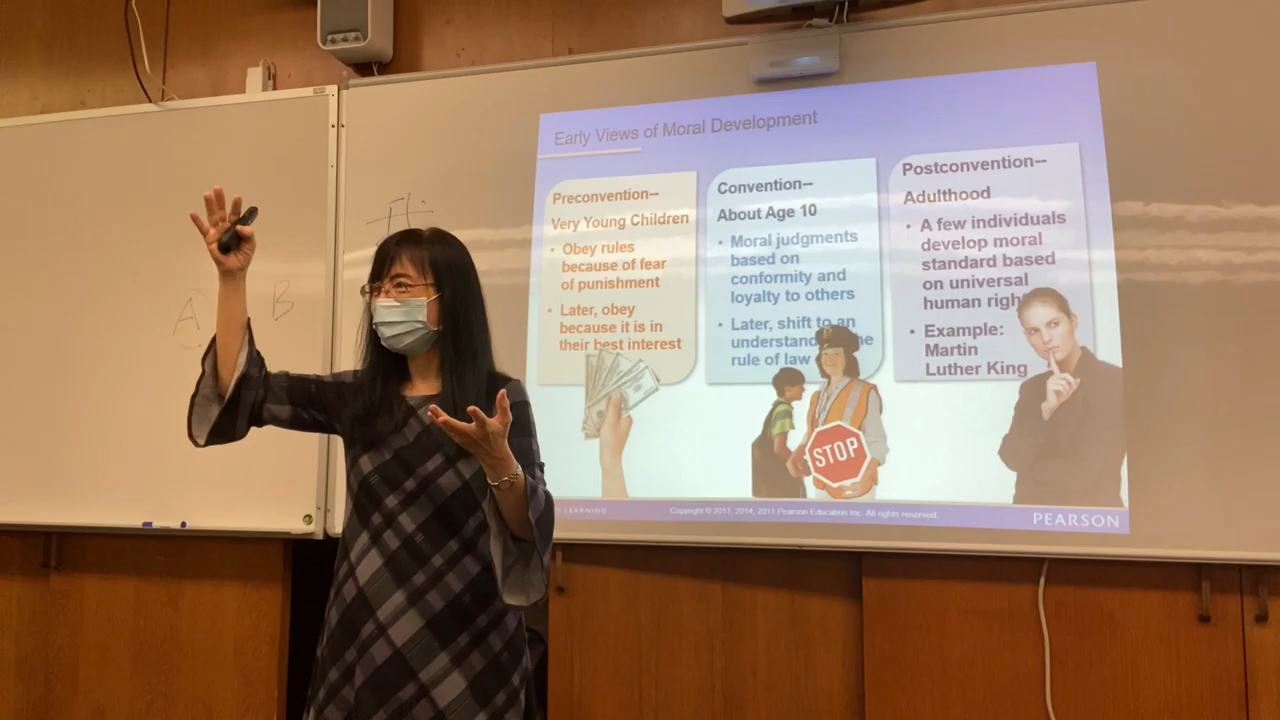 A
B
Early Views of Moral Development
Preconvention–
Very Young Children
• Obey rules
because of fear
of punishment
• Later, obey
because it is in
their best interest
Convention–
About Age 10
• Moral judgments
based on
conformity and
loyalty to others
• Later, shift to an
rule of law
Postconvention–
Adulthood
• A few individuals
develop moral
standard based
on universal
human
• Example:
Martin
Luther King
STOP
LEARNING
Copyright © 2017, 2014, 2011 Pearson Education Inc. All rights reserved.
PEARSON